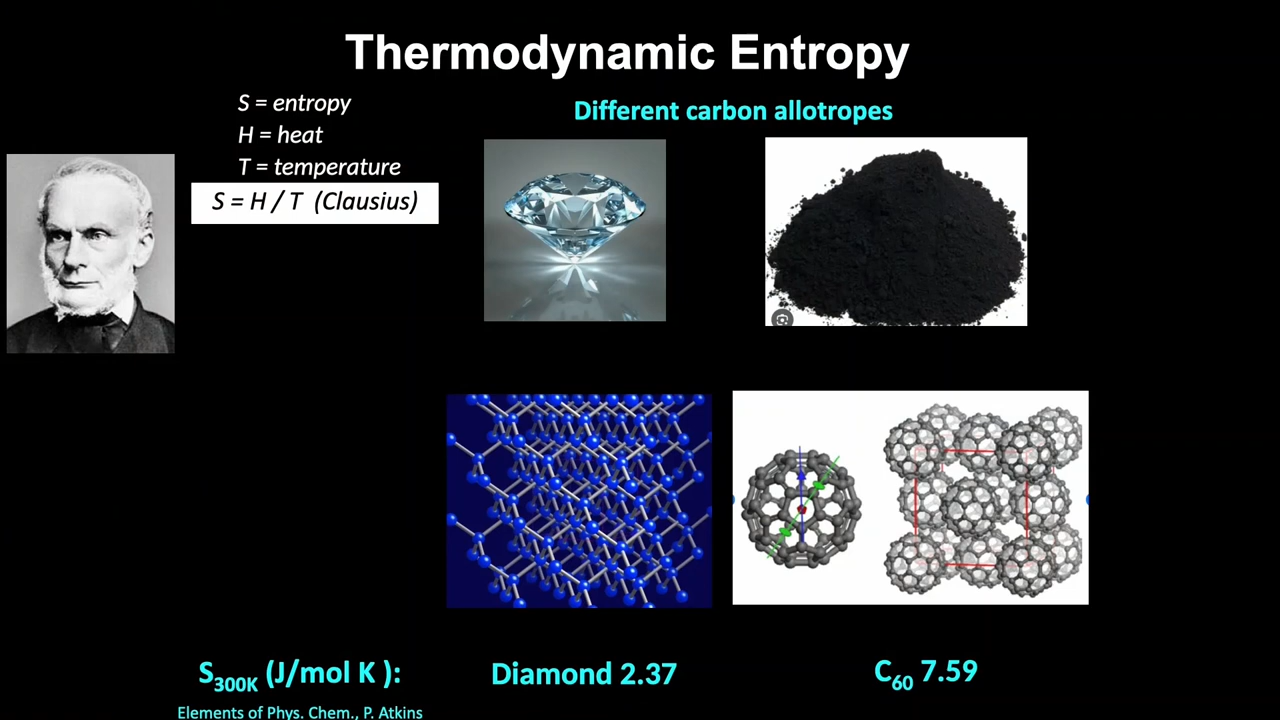 Thermodynamic Entropy
S = entropy
H = heat
T = temperature
S = H / T (Clausius)
Different carbon allotropes
S300K (J/mol K ):
Diamond 2.37
C60 7.59
Elements of Phys. Chem., P. Atkins